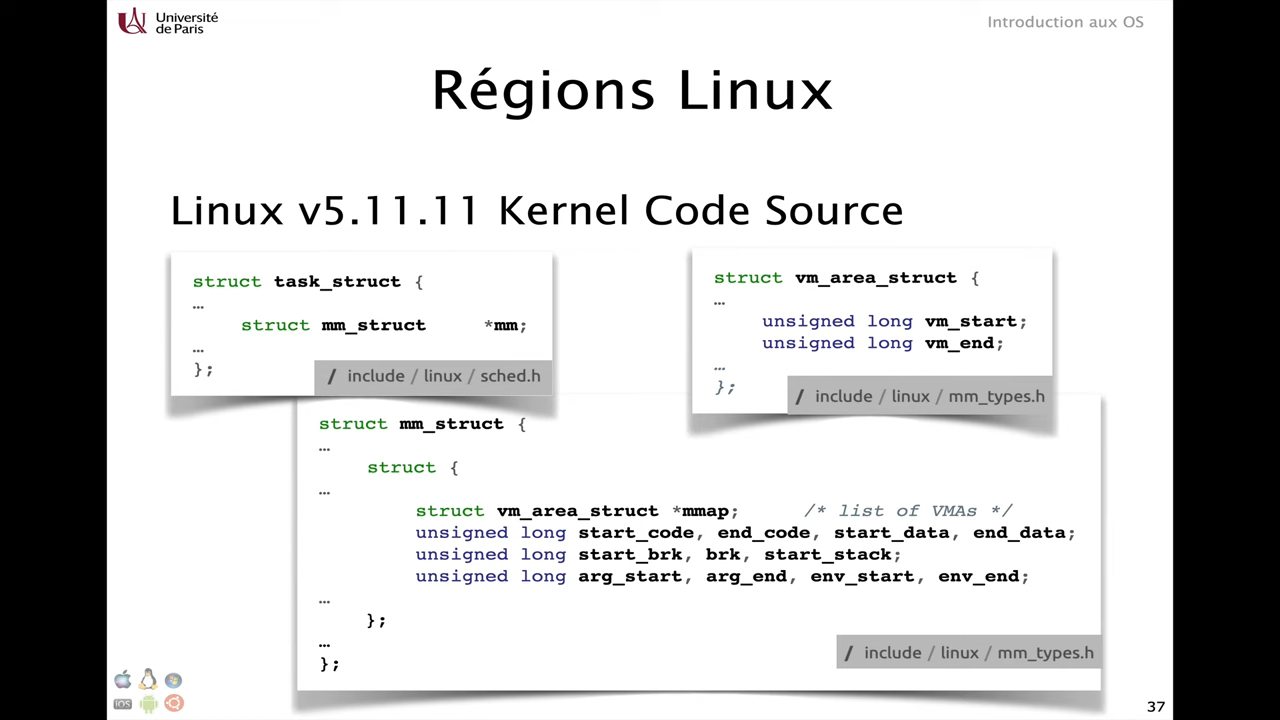 Université
de Paris
Introduction aux OS
Régions Linux
Linux v5.11.11 Kernel Code Source
struct task_struct {
…
struct mm_struct *mm;
…
};
/ include / linux / sched.h
struct vm_area_struct {
…
unsigned long vm_start;
unsigned long vm_end;
…
};
/ include / linux / mm_types.h
struct mm_struct {
…
struct {
…
struct vm_area_struct *mmap; /* list of VMAs */
unsigned long start_code, end_code, start_data, end_data;
unsigned long start_brk, brk, start_stack;
unsigned long arg_start, arg_end, env_start, env_end;
…
};
…
};
/ include / linux / mm_types.h
iOS
37